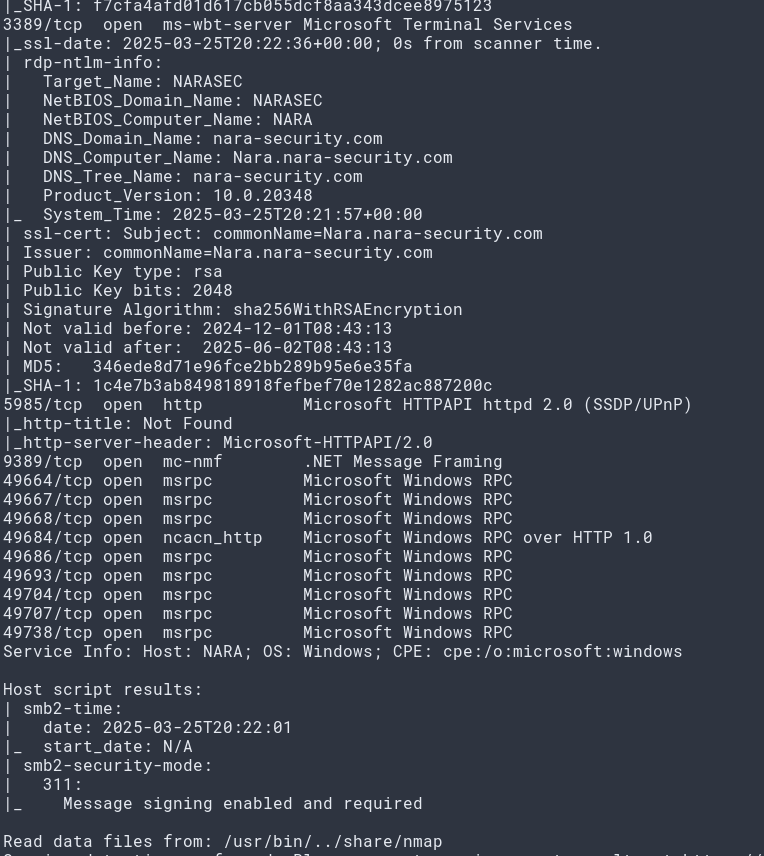 |_SHA-1: f7cfa4afd01d617cb055dcf8aa343dcee8975123
3389/tcp  open  ms-wbt-server Microsoft Terminal Services
|_ssl-date: 2025-03-25T20:22:36+00:00; 0s from scanner time.
| rdp-ntlm-info:
|   Target_Name: NARASEC
|   NetBIOS_Domain_Name: NARASEC
|   NetBIOS_Computer_Name: NARA
|   DNS_Domain_Name: nara-security.com
|   DNS_Computer_Name: Nara.nara-security.com
|   DNS_Tree_Name: nara-security.com
|   Product_Version: 10.0.20348
|_  System_Time: 2025-03-25T20:21:57+00:00
| ssl-cert: Subject: commonName=Nara.nara-security.com
| Issuer: commonName=Nara.nara-security.com
| Public Key type: rsa
| Public Key bits: 2048
| Signature Algorithm: sha256WithRSAEncryption
| Not valid before: 2024-12-01T08:43:13
| Not valid after:  2025-06-02T08:43:13
| MD5:   346ede8d71e96fce2bb289b95e6e35fa
|_SHA-1: 1c4e7b3ab849818918fefbef70e1282ac887200c
5985/tcp  open  http          Microsoft HTTPAPI httpd 2.0 (SSDP/UPnP)
|_http-title: Not Found
|_http-server-header: Microsoft-HTTPAPI/2.0
9389/tcp  open  mc-nmf        .NET Message Framing
49664/tcp open  msrpc         Microsoft Windows RPC
49667/tcp open  msrpc         Microsoft Windows RPC
49668/tcp open  msrpc         Microsoft Windows RPC
49684/tcp open  ncacn_http    Microsoft Windows RPC over HTTP 1.0
49686/tcp open  msrpc         Microsoft Windows RPC
49693/tcp open  msrpc         Microsoft Windows RPC
49704/tcp open  msrpc         Microsoft Windows RPC
49707/tcp open  msrpc         Microsoft Windows RPC
49738/tcp open  msrpc         Microsoft Windows RPC
Service Info: Host: NARA; OS: Windows; CPE: cpe:/o:microsoft:windows

Host script results:
| smb2-time:
|   date: 2025-03-25T20:22:01
|_  start_date: N/A
| smb2-security-mode:
|   311:
|_    Message signing enabled and required

Read data files from: /usr/bin/../share/nmap